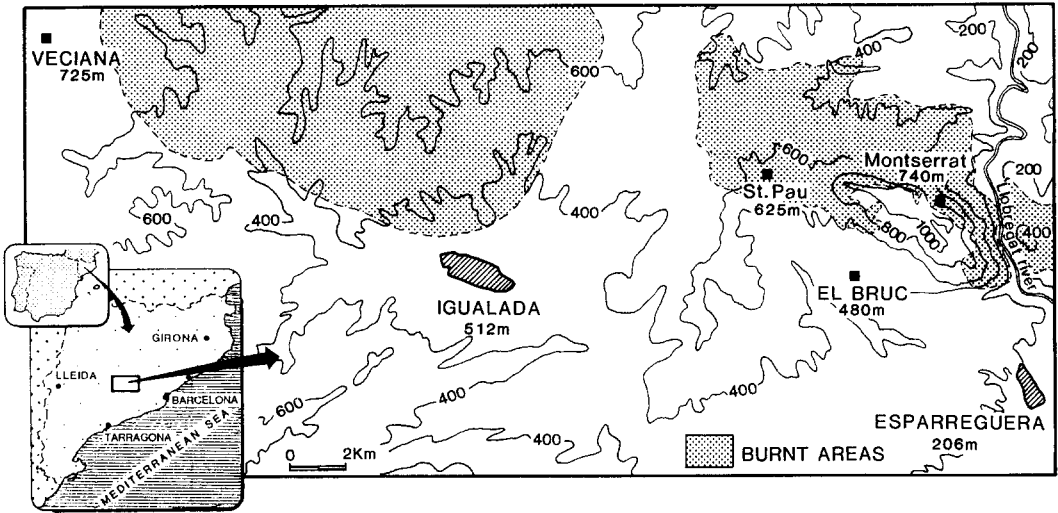 VECIANA
725m
600
400
200
200
400
600
Montserrat
740m
200
St. Pau
625m
400
600
400
400
800
1000
Llobregat river
IGUALADA
512m
EL BRUC
480m
GIRONA
LLEIDA
BARCELONA
TARRAGONA
MEDITERRANEAN SEA
600
400
400
400
ESPARREGUERA
206m
0 2Km
BURNT AREAS